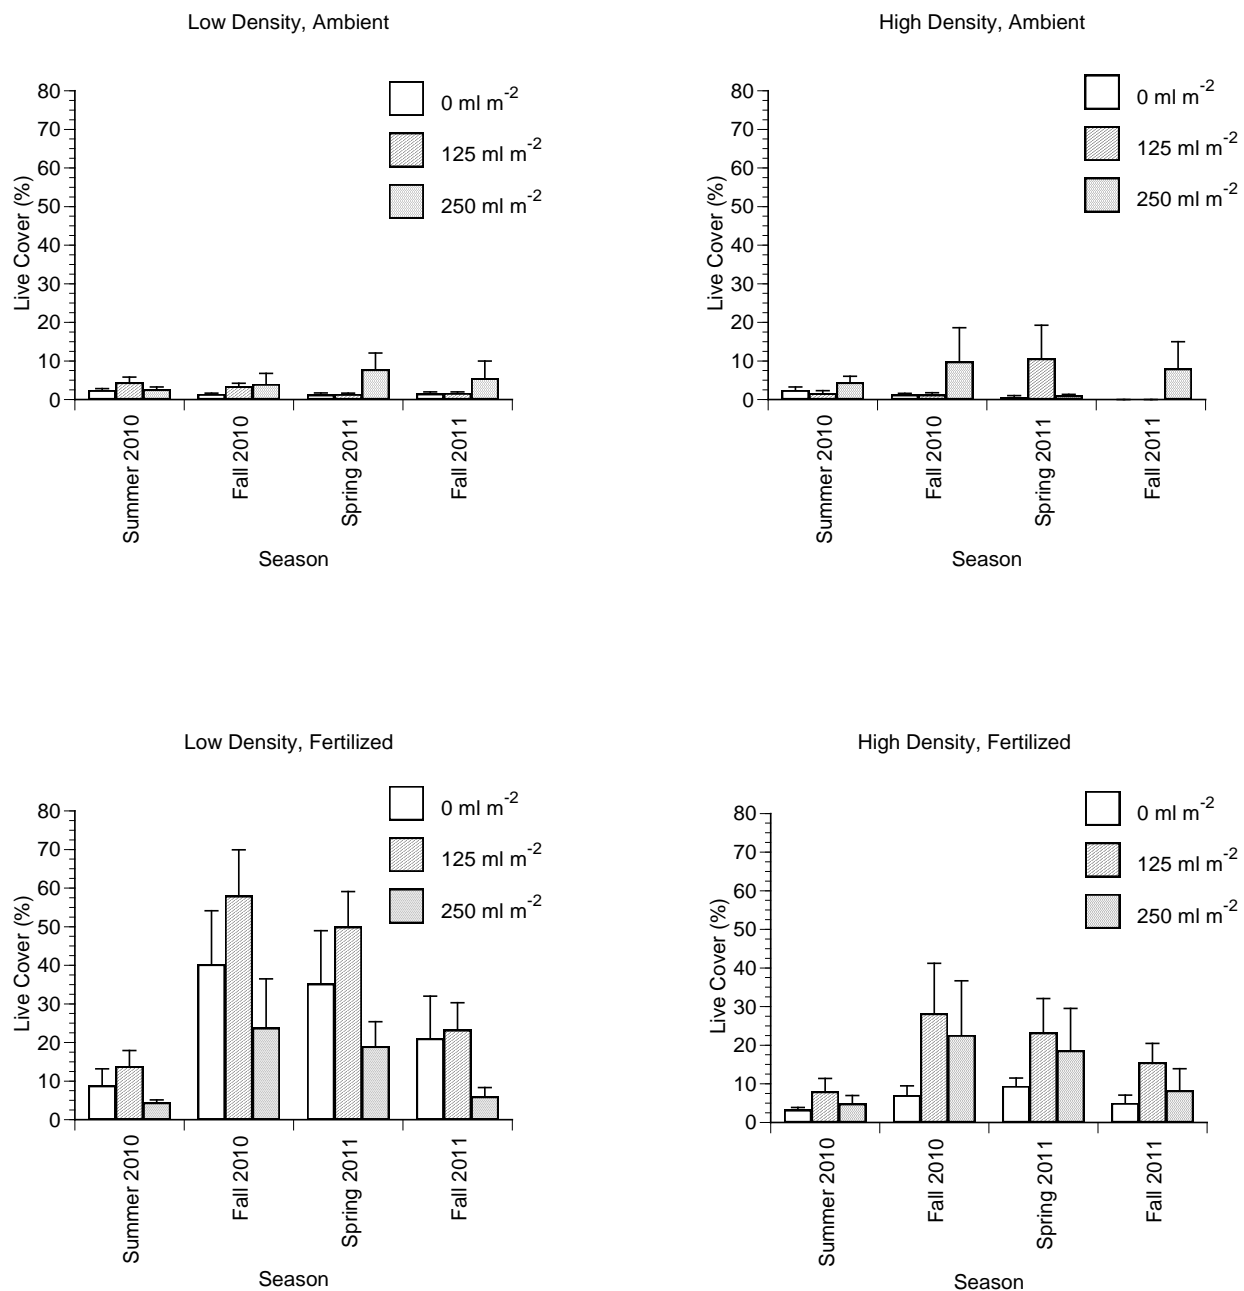 Low Density, Ambient
0 ml m-2
125 ml m-2
250 ml m-2
80
70
60
50
40
30
20
10
0
Live Cover (%)
Summer 2010
Fall 2010
Spring 2011
Fall 2011
Season
High Density, Ambient
0 ml m-2
125 ml m-2
250 ml m-2
80
70
60
50
40
30
20
10
0
Live Cover (%)
Summer 2010
Fall 2010
Spring 2011
Fall 2011
Season
Low Density, Fertilized
0 ml m-2
125 ml m-2
250 ml m-2
80
70
60
50
40
30
20
10
0
Live Cover (%)
Summer 2010
Fall 2010
Spring 2011
Fall 2011
Season
High Density, Fertilized
0 ml m-2
125 ml m-2
250 ml m-2
80
70
60
50
40
30
20
10
0
Live Cover (%)
Summer 2010
Fall 2010
Spring 2011
Fall 2011
Season